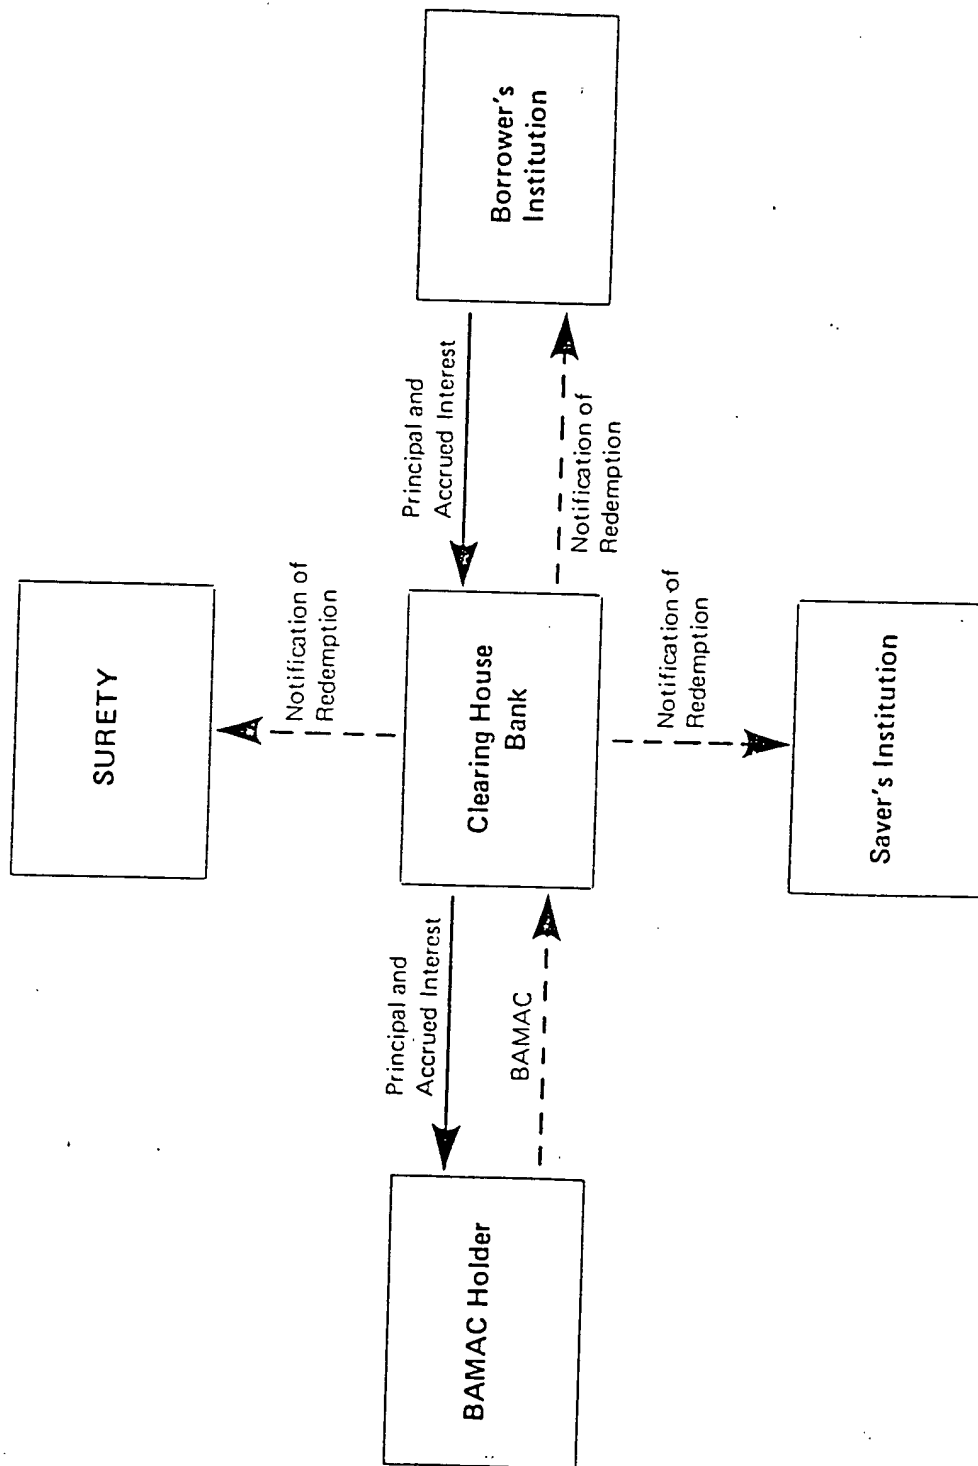 SURETY
Notification of
Redemption
BAMAC Holder
Principal and
Accrued Interest
BAMAC
Clearing House
Bank
Principal and
Accrued Interest
Notification of
Redemption
Borrower's
Institution
Notification of
Redemption
Saver's Institution